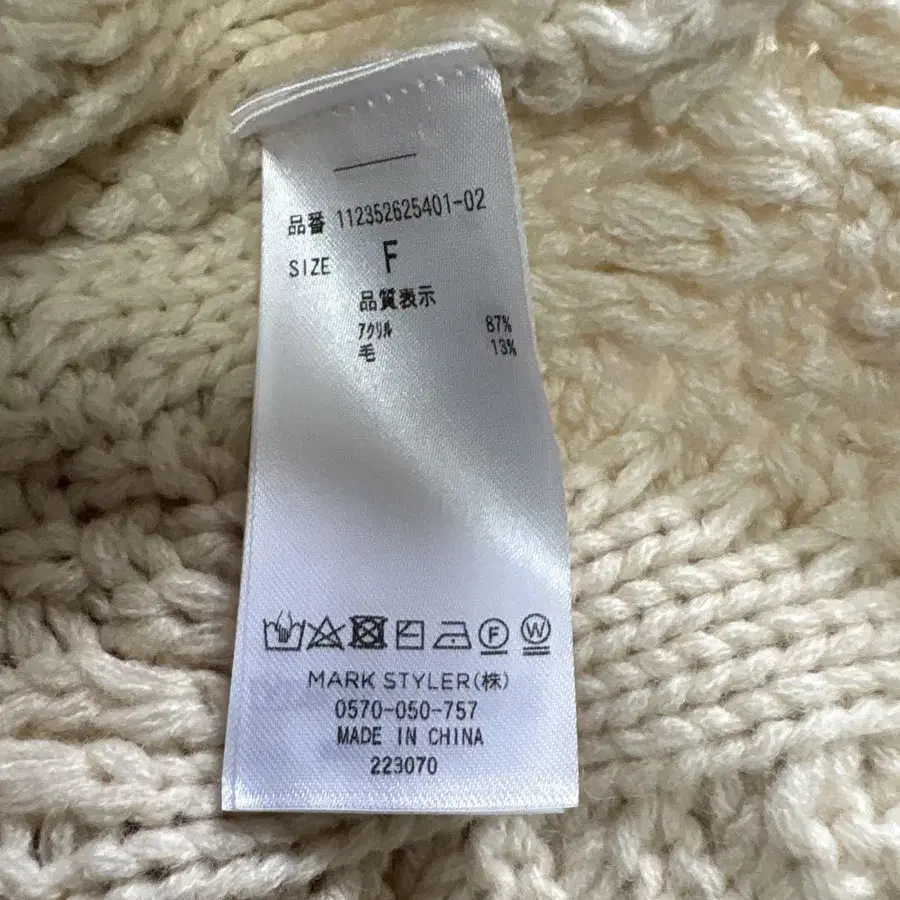 品番 112352625401-02
SIZE F
品質表示
アクリル 87%
毛 13%
F W
MARK STYLER(株)
0570-050-757
MADE IN CHINA
223070